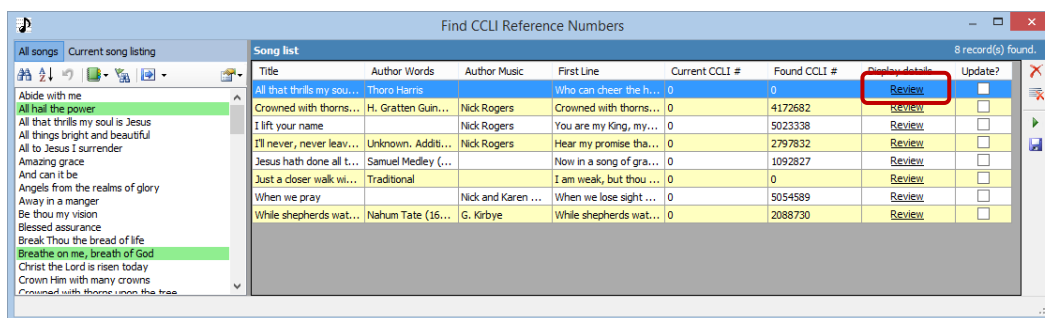 Find CCLI Reference Numbers
All songs Current song listing
Song list 8 record(s) found.
Title Author Words Author Music First Line Current CCLI # Found CCLI # Display details Update?
All that thrills my sou... Thoro Harris Who can cheer the h... 0 0 Review
Crowned with thorns... H. Gratten Guin... Nick Rogers Crowned with thorns... 0 4172682 Review
I lift your name Nick Rogers You are my King, my... 0 5023338 Review
I'll never, never leav... Unknown. Additi... Nick Rogers Hear my promise tha... 0 2797832 Review
Jesus hath done all t... Samuel Medley (... Now in a song of gra... 0 1092827 Review
Just a closer walk wi... Traditional I am weak, but thou ... 0 0 Review
When we pray Nick and Karen ... When we lose sight ... 0 5054589 Review
While shepherds wat... Nahum Tate (16... G. Kirbye While shepherds wat... 0 2088730 Review
Abide with me
All hail the power
All that thrills my soul is Jesus
All things bright and beautiful
All to Jesus I surrender
Amazing grace
And can it be
Angels from the realms of glory
Away in a manger
Be thou my vision
Blessed assurance
Break Thou the bread of life
Breathe on me, breath of God
Christ the Lord is risen today
Crown Him with many crowns
Crowned with thorns upon the tree